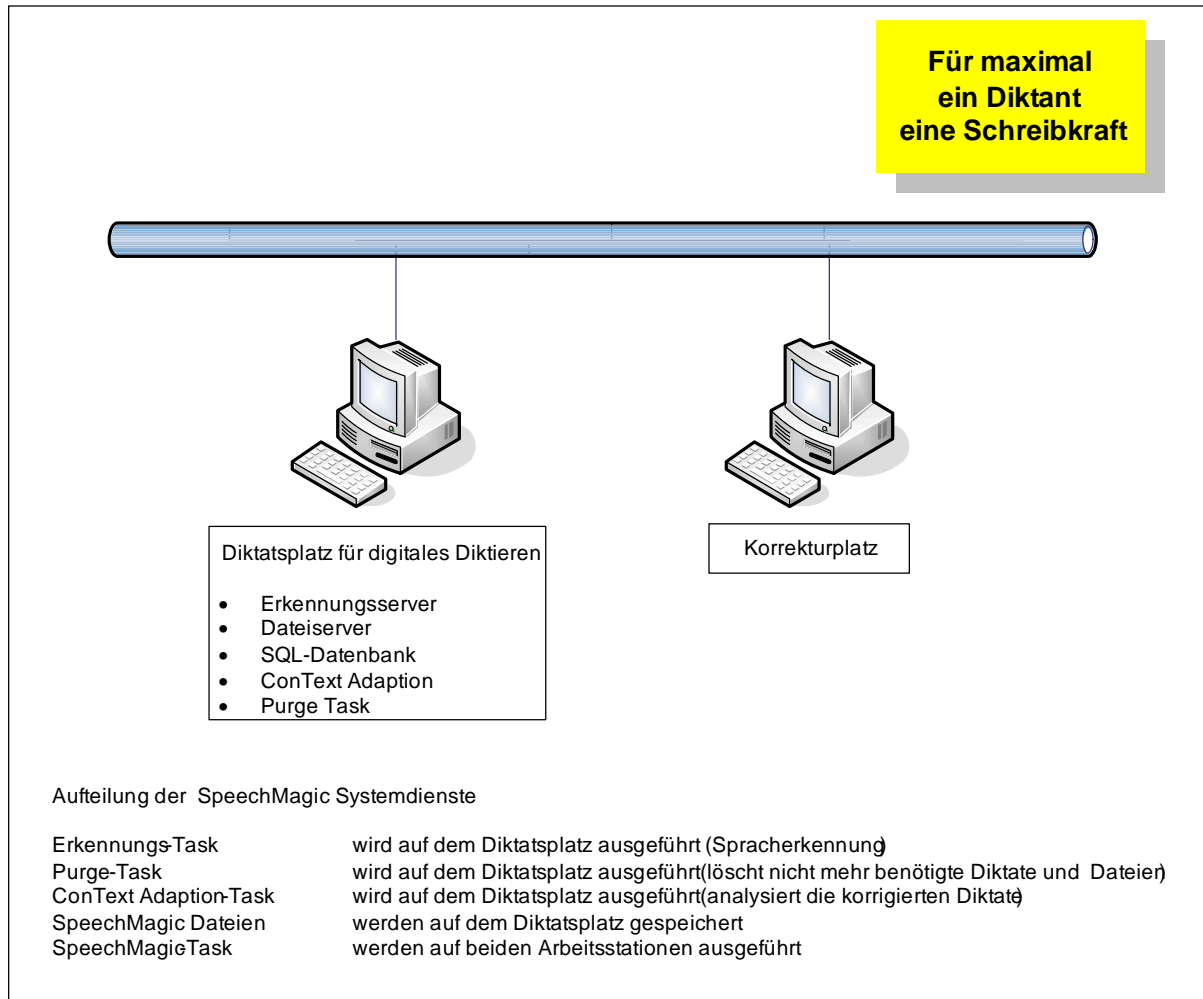 Für maximal
ein Diktant
eine Schreibkraft
Diktatsplatz für digitales Diktieren
• Erkennungsserver
• Dateiserver
• SQL-Datenbank
• ConText Adaption
• Purge Task
Korrekturplatz
Aufteilung der SpeechMagic Systemdienste
Erkennungs-Task wird auf dem Diktatsplatz ausgeführt (Spracherkennung)
Purge-Task wird auf dem Diktatsplatz ausgeführt(löscht nicht mehr benötigte Diktate und Dateien)
ConText Adaption-Task wird auf dem Diktatsplatz ausgeführt(analysiert die korrigierten Diktate)
SpeechMagic Dateien werden auf dem Diktatsplatz gespeichert
SpeechMagic-Task werden auf beiden Arbeitsstationen ausgeführt